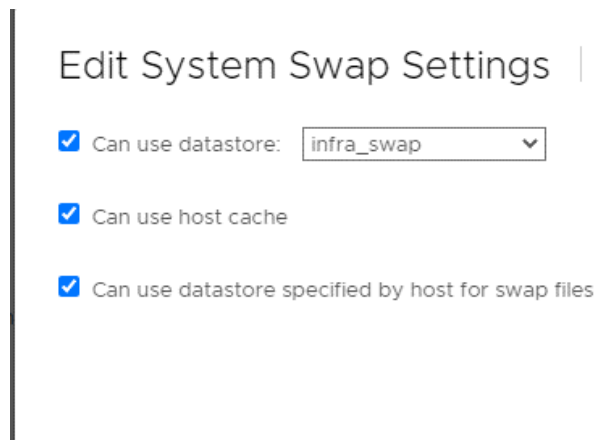 Edit System Swap Settings
Can use datastore: infra_swap
Can use host cache
Can use datastore specified by host for swap files